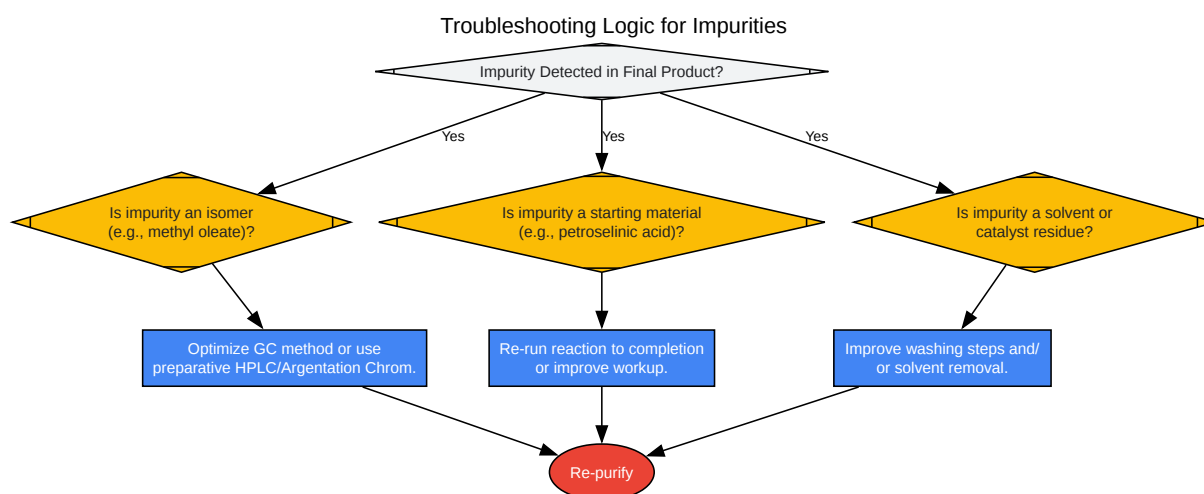 Troubleshooting Logic for Impurities
Impurity Detected in Final Product?
Yes
Yes
Yes
Is impurity an isomer
(e.g., methyl oleate)?
Is impurity a starting material
(e.g., petroselinic acid)?
Is impurity a solvent or
catalyst residue?
Optimize GC method or use
preparative HPLC/Argentation Chrom.
Re-run reaction to completion
or improve workup.
Improve washing steps and/
or solvent removal.
Re-purify